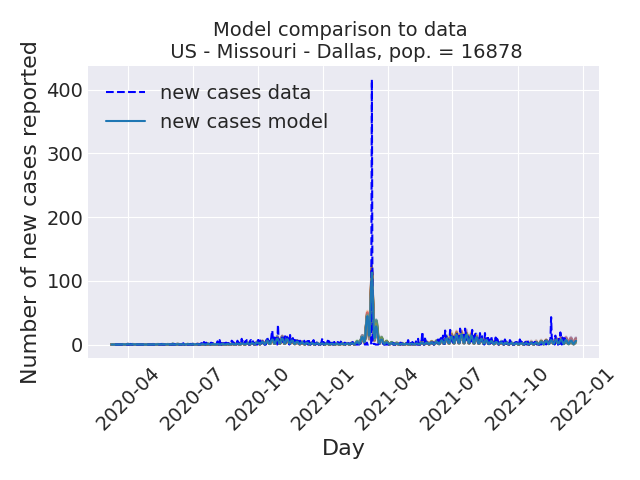 Model comparison to data
US - Missouri - Dallas, pop. = 16878
Number of new cases reported
400
300
200
100
0
new cases data
new cases model
2020-04
2020-07
2020-10
2021-01
2021-04
2021-07
2021-10
2022-01
Day